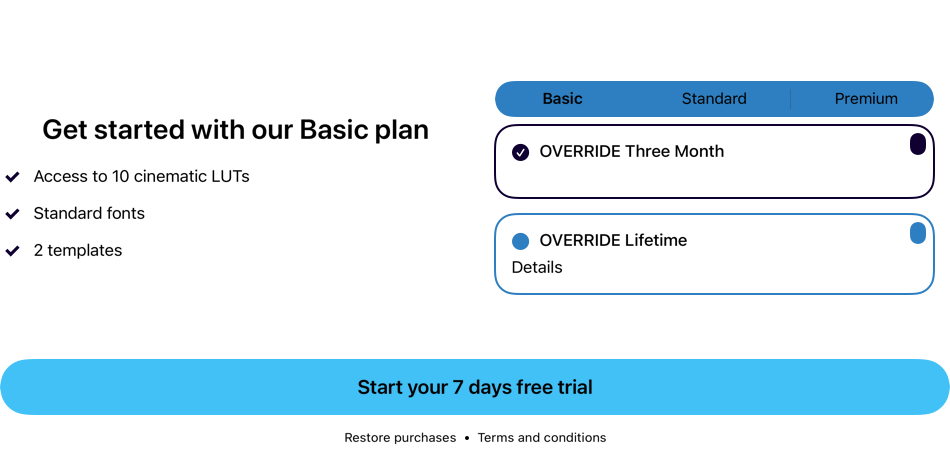 Get started with our Basic plan
Access to 10 cinematic LUTs
Standard fonts
2 templates
Basic
Standard
Premium
OVERRIDE Three Month
OVERRIDE Lifetime
Details
Start your 7 days free trial
Restore purchases • Terms and conditions